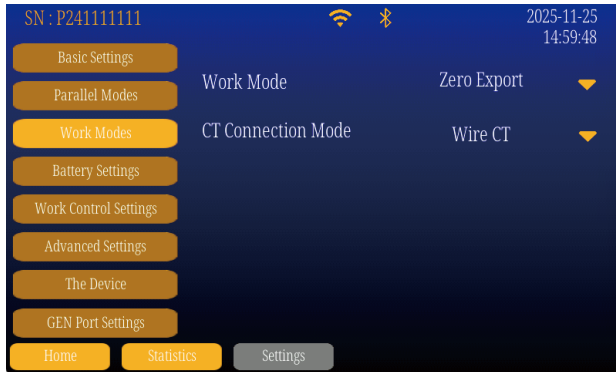 SN : P241111111
2025-11-25
14:59:48
Basic Settings
Parallel Modes
Work Modes
Battery Settings
Work Control Settings
Advanced Settings
The Device
GEN Port Settings
Work Mode
Zero Export
CT Connection Mode
Wire CT
Home
Statistics
Settings